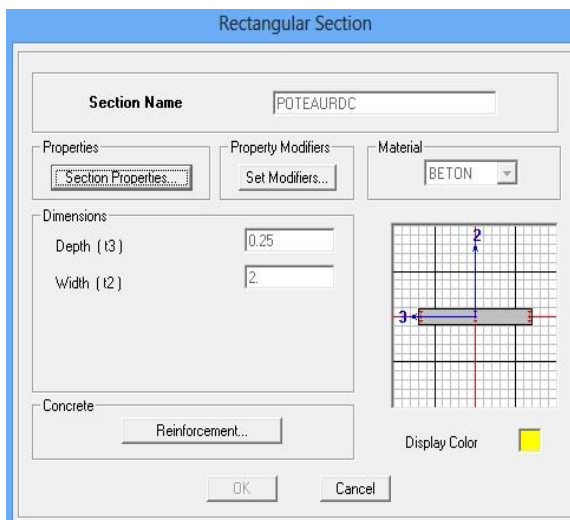 Rectangular Section
Section Name POTEAURDC
Properties Property Modifiers Material
Section Properties... Set Modifiers... BETON
Dimensions
Depth ( t3 ) 0.25
Width ( t2 ) 2.
2
3
Concrete
Reinforcement...
Display Color
OK Cancel